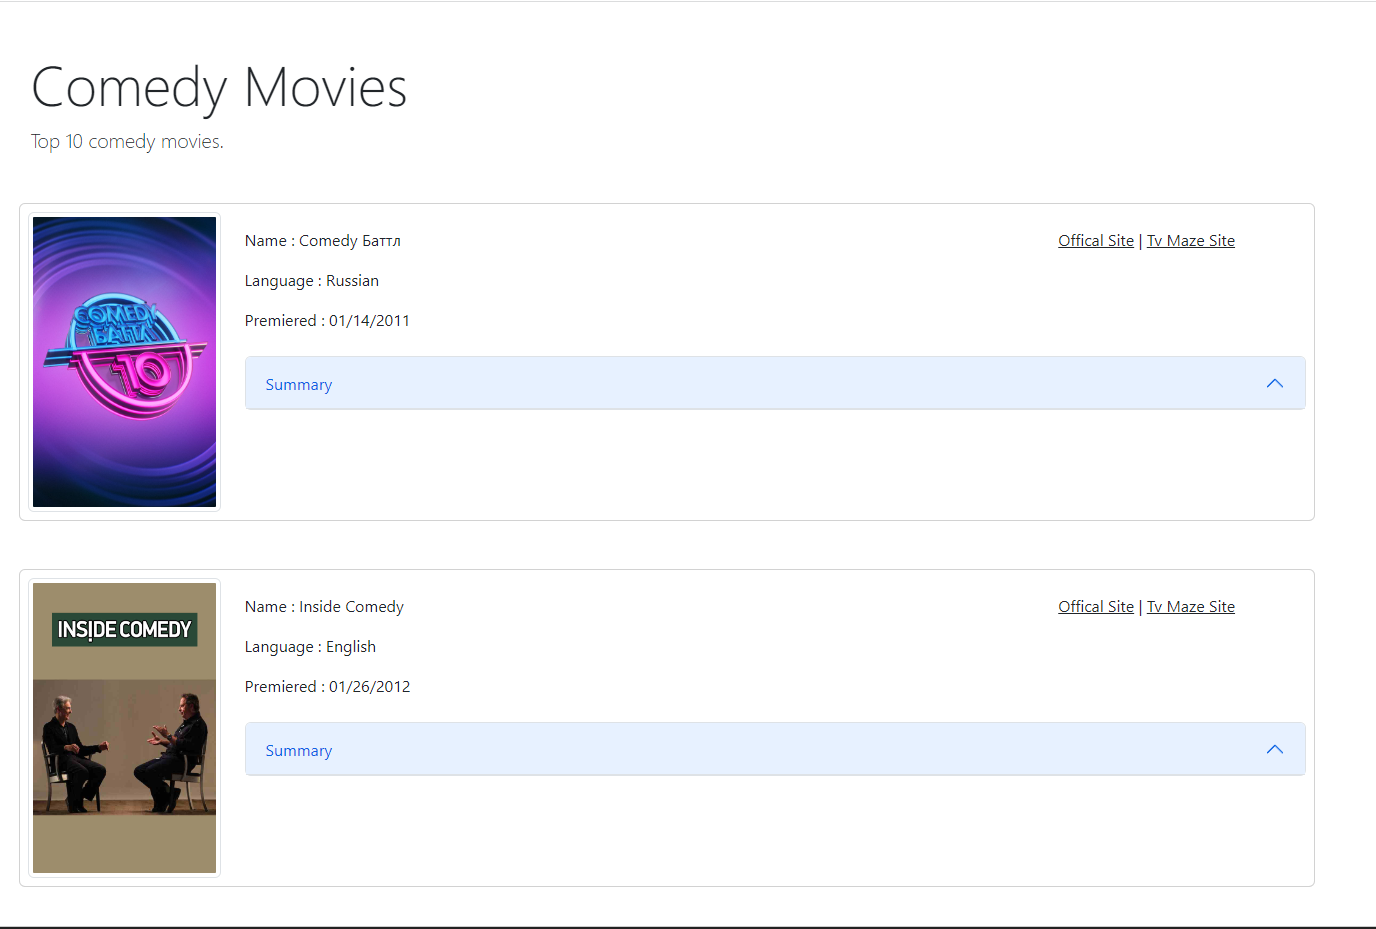 Comedy Movies
Top 10 comedy movies.
COMEDY
БАТТЛ
10
Name : Comedy Баттл
Offical Site | Tv Maze Site
Language : Russian
Premiered : 01/14/2011
Summary
INSIDE COMEDY
Name : Inside Comedy
Offical Site | Tv Maze Site
Language : English
Premiered : 01/26/2012
Summary